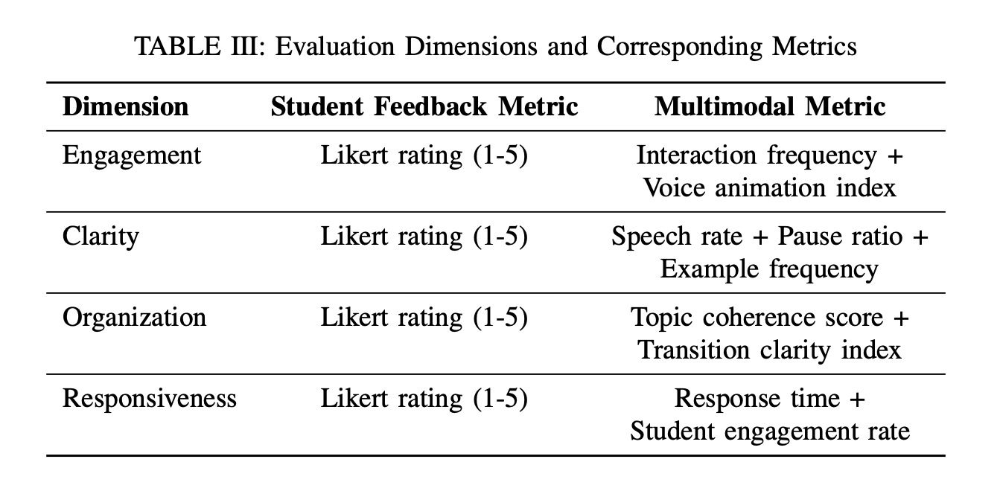 TABLE III: Evaluation Dimensions and Corresponding Metrics
Dimension Student Feedback Metric Multimodal Metric
Engagement Likert rating (1-5) Interaction frequency +
Voice animation index
Clarity Likert rating (1-5) Speech rate + Pause ratio +
Example frequency
Organization Likert rating (1-5) Topic coherence score +
Transition clarity index
Responsiveness Likert rating (1-5) Response time +
Student engagement rate